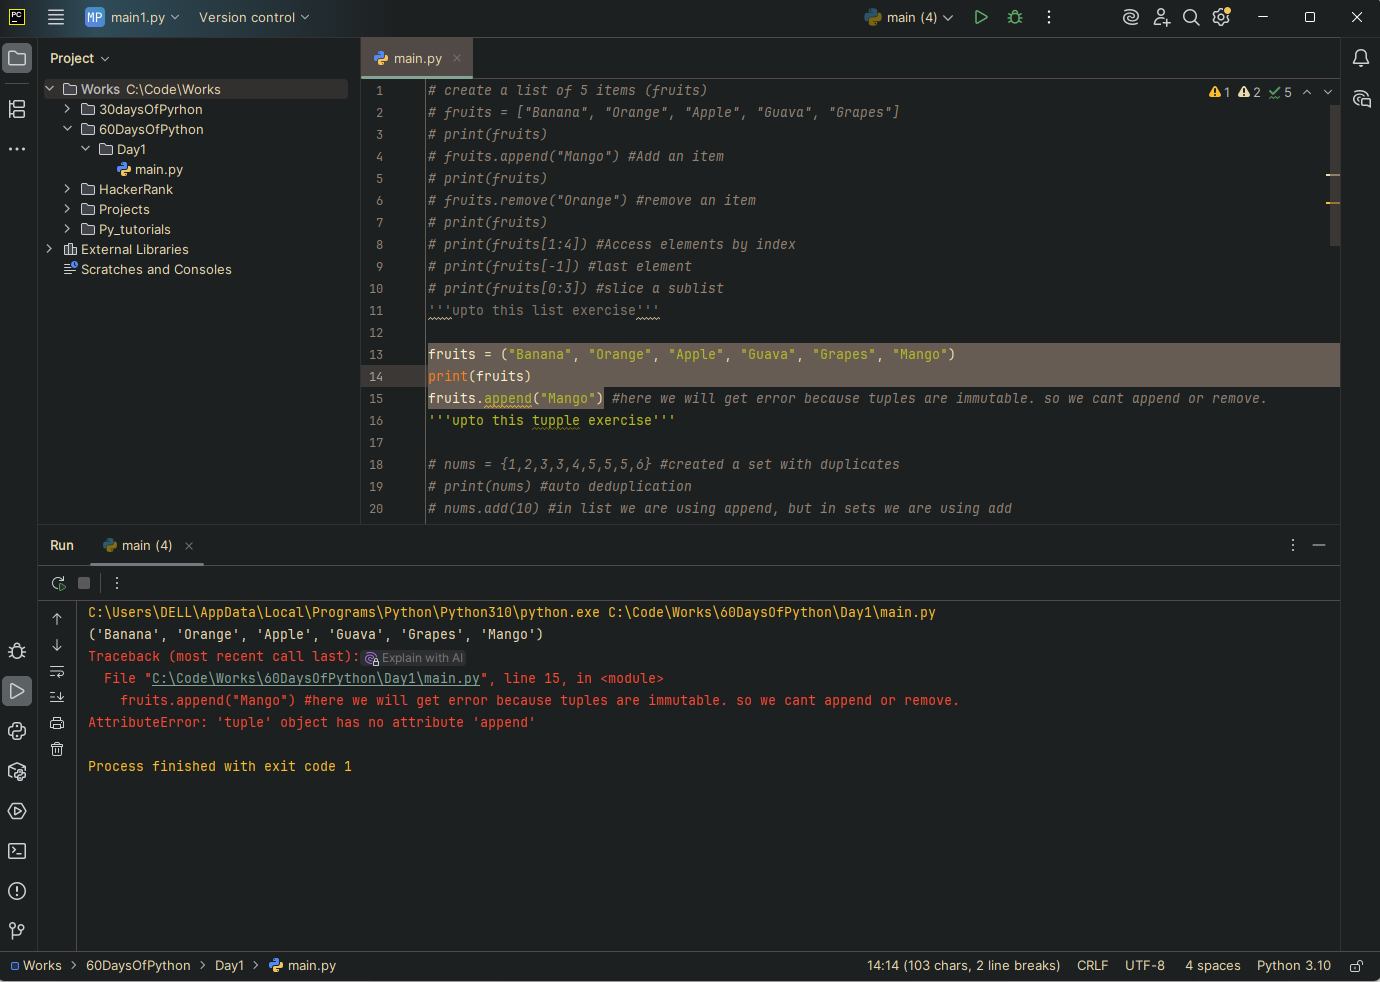 PC
MP main1.py
Version control
main (4)
Project
main.py
Works C:\Code\Works
30daysOfPyrhon
60DaysOfPython
Day1
main.py
HackerRank
Projects
Py_tutorials
External Libraries
Scratches and Consoles
1 2 5
1 # create a list of 5 items (fruits)
2 # fruits = ["Banana", "Orange", "Apple", "Guava", "Grapes"]
3 # print(fruits)
4 # fruits.append("Mango") #Add an item
5 # print(fruits)
6 # fruits.remove("Orange") #remove an item
7 # print(fruits)
8 # print(fruits[1:4]) #Access elements by index
9 # print(fruits[-1]) #last element
10 # print(fruits[0:3]) #slice a sublist
11 '''upto this list exercise'''
12
13 fruits = ("Banana", "Orange", "Apple", "Guava", "Grapes", "Mango")
14 print(fruits)
15 fruits.append("Mango") #here we will get error because tuples are immutable. so we cant append or remove.
16 '''upto this tupple exercise'''
17
18 # nums = {1,2,3,3,4,5,5,5,6} #created a set with duplicates
19 # print(nums) #auto deduplication
20 # nums.add(10) #in list we are using append, but in sets we are using add
Run main (4)
C:\Users\DELL\AppData\Local\Programs\Python\Python310\python.exe C:\Code\Works\60DaysOfPython\Day1\main.py
('Banana', 'Orange', 'Apple', 'Guava', 'Grapes', 'Mango')
Traceback (most recent call last): Explain with AI
File "C:\Code\Works\60DaysOfPython\Day1\main.py", line 15, in <module>
fruits.append("Mango") #here we will get error because tuples are immutable. so we cant append or remove.
AttributeError: 'tuple' object has no attribute 'append'
Process finished with exit code 1
Works > 60DaysOfPython > Day1 > main.py
14:14 (103 chars, 2 line breaks) CRLF UTF-8 4 spaces Python 3.10